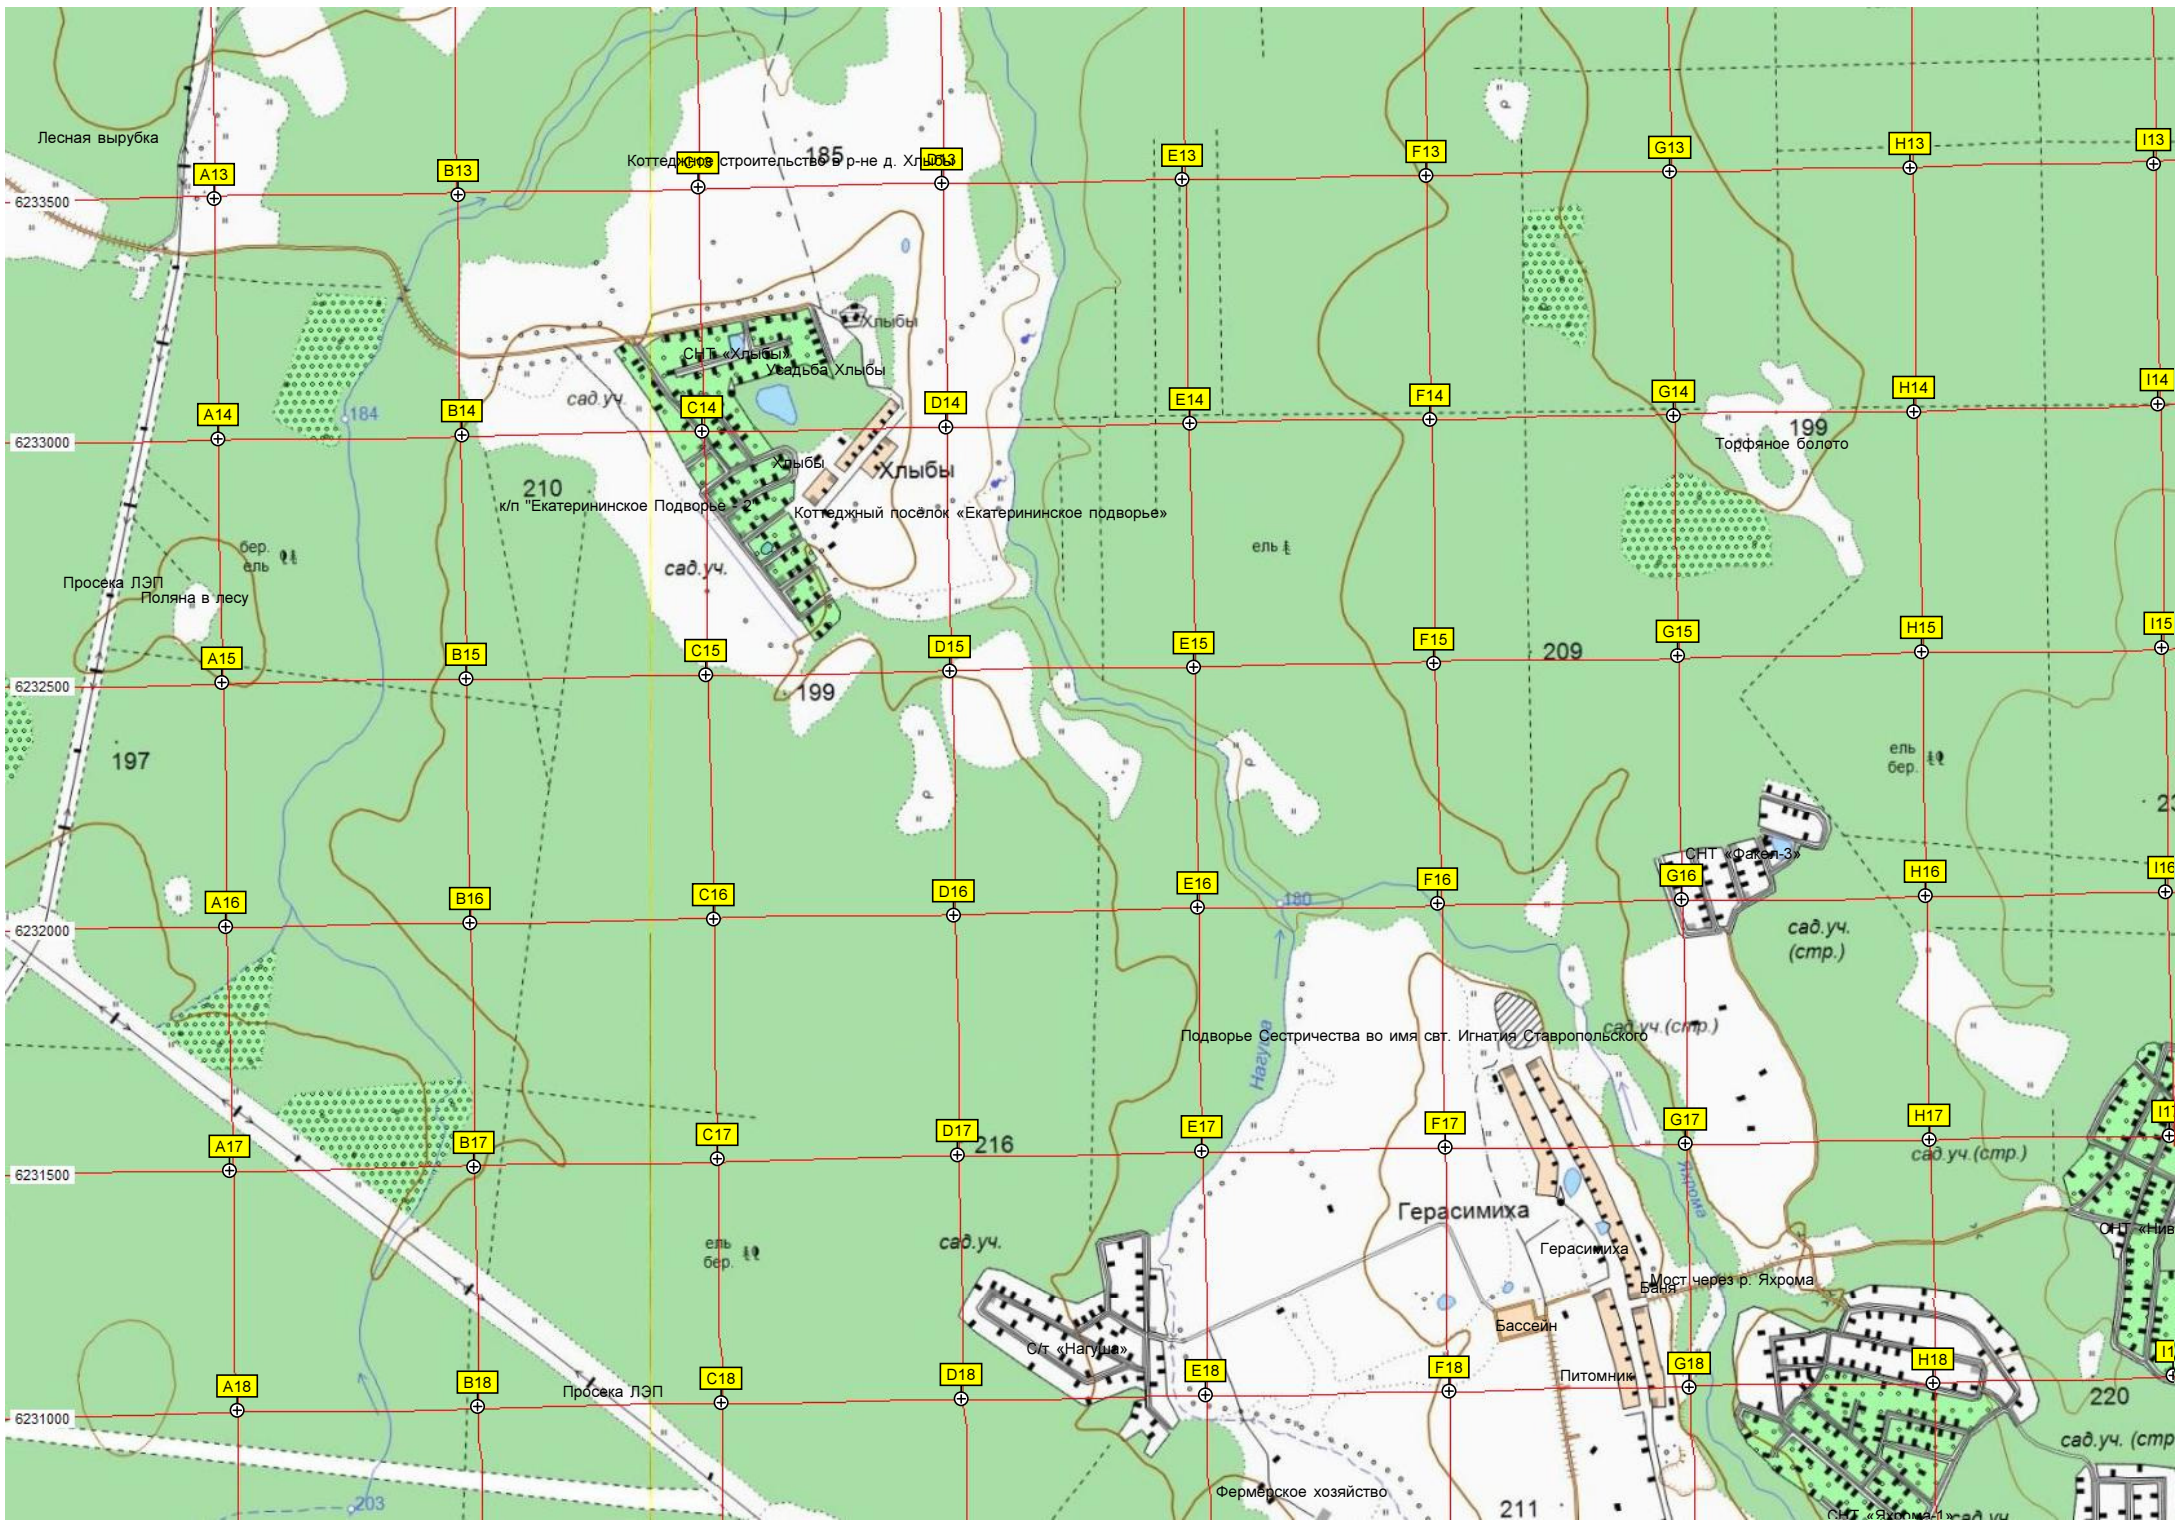 Лесная вырубка
185
Коттеджное строительство в р-не д. Хлыбы
A13
B13
C13
D13
E13
F13
G13
H13
I13
6233500
Хлыбы
СНТ «Хлыбы»
Усадьба Хлыбы
сад.уч.
184
A14
B14
C14
D14
E14
F14
G14
H14
I14
6233000
199
Торфяное болото
Хлыбы
Хлыбы
210
к/п "Екатерининское Подворье - 2"
Коттеджный посёлок «Екатерининское подворье»
бер.
ель
ель
сад.уч.
Просека ЛЭП
Поляна в лесу
A15
B15
C15
D15
E15
F15
G15
H15
I15
209
6232500
199
197
ель
бер.
СНТ «Факел-3»
A16
B16
C16
D16
E16
F16
G16
H16
I16
180
6232000
сад.уч.
(стр.)
сад.уч.(стр.)
Подворье Сестричества во имя свт. Игнатия Ставропольского
Нагуша
A17
B17
C17
D17
E17
F17
G17
H17
216
6231500
сад.уч.(стр.)
Яхрома
Герасимиха
сад.уч.
ель
бер.
Герасимиха
Мост через р. Яхрома
Баня
Бассейн
С/т «Нагуша»
Питомник
A18
B18
C18
D18
E18
F18
G18
H18
Просека ЛЭП
220
6231000
сад.уч.
Фермерское хозяйство
203
211
СНТ «Яхрома-1»
сад.уч.